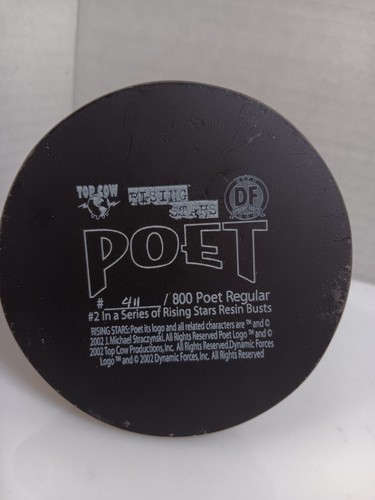 TOP COW RISING STARS DF
POET
# 411 / 800 Poet Regular
#2 In a Series of Rising Stars Resin Busts
RISING STARS: Poet its logo and all related characters are ™ and ©
2002 J. Michael Straczynski. All Rights Reserved Poet Logo ™ and ©
2002 Top Cow Productions, Inc. All Rights Reserved. Dynamic Forces
Logo ™ and © 2002 Dynamic Forces, Inc. All Rights Reserved